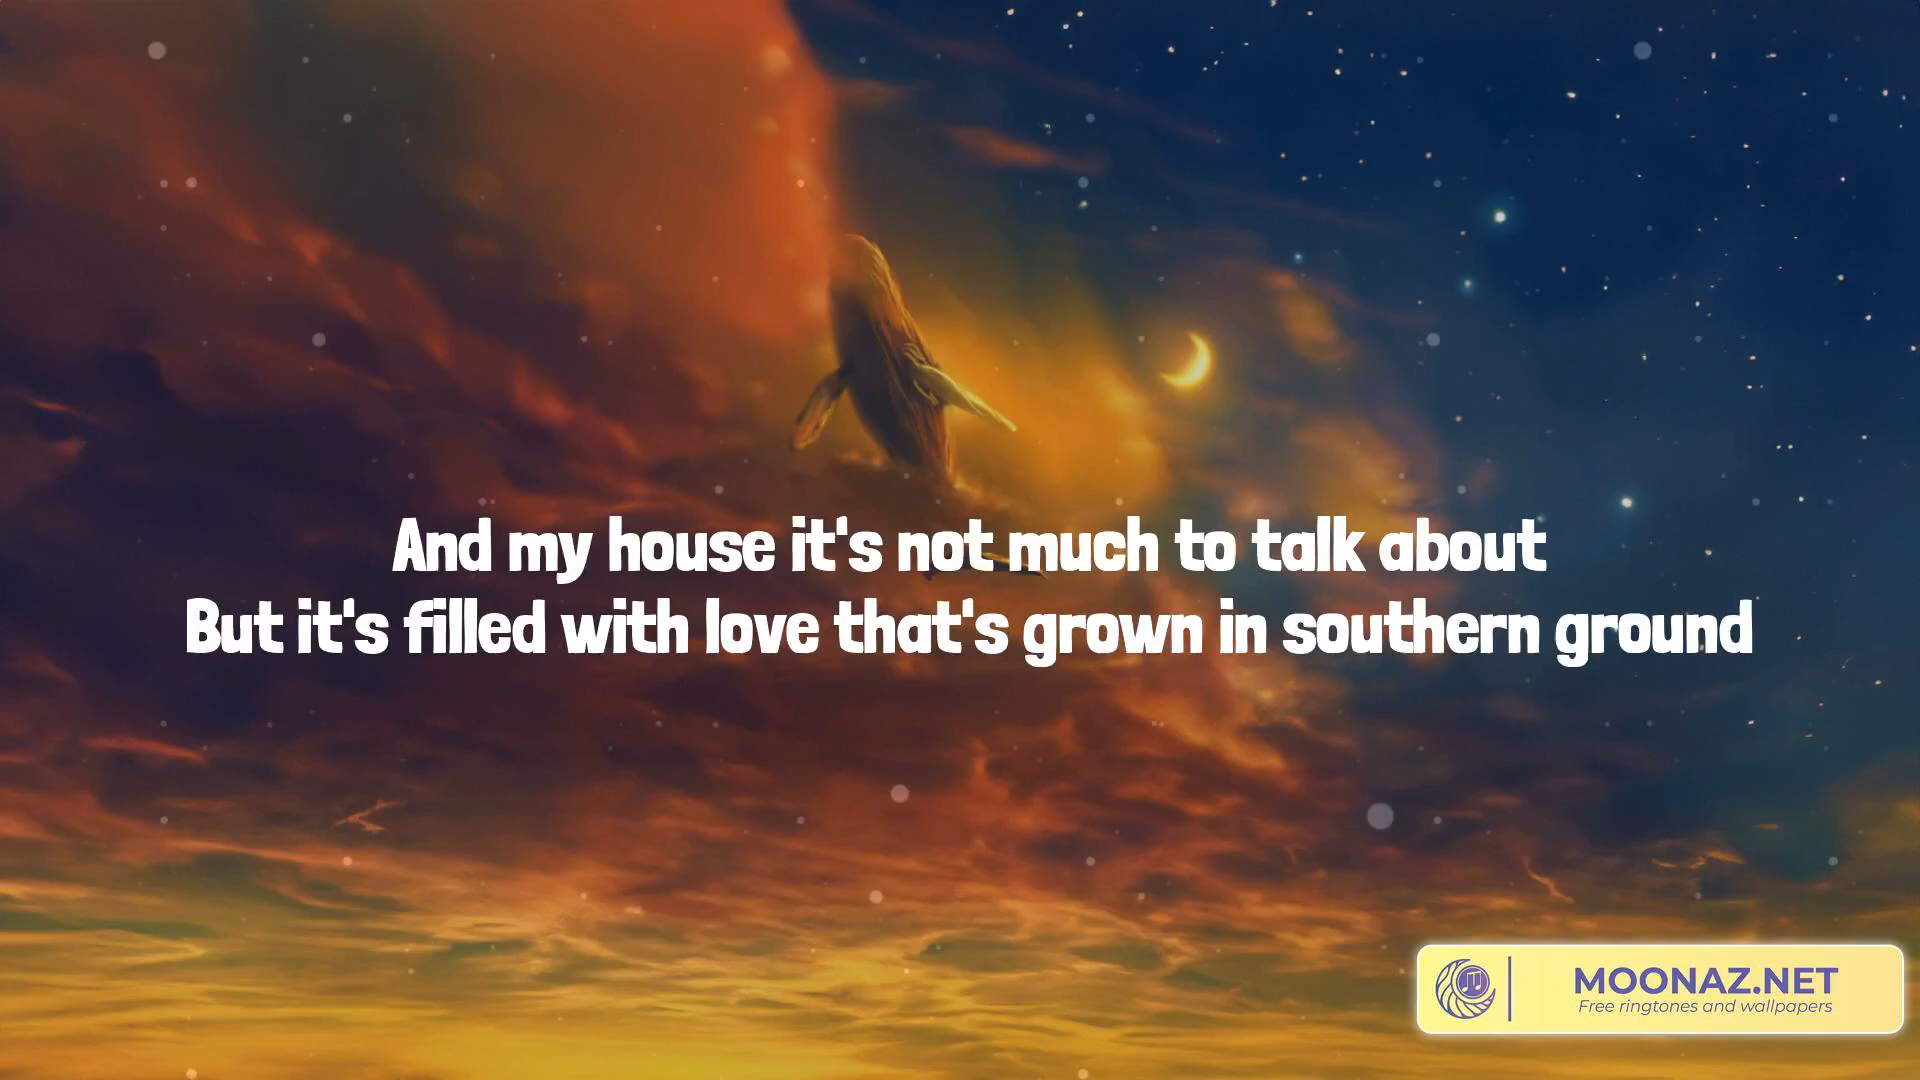 And my house it's not much to talk about
But it's filled with love that's grown in southern ground
MOONAZ.NET
Free ringtones and wallpapers